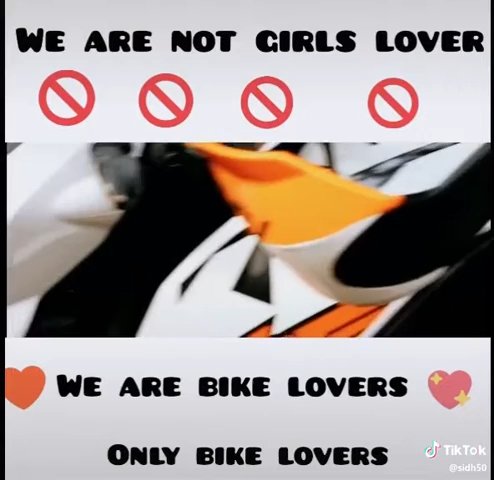 We are not girls lover
We are bike lovers
Only bike lovers
TikTok
@sidh50